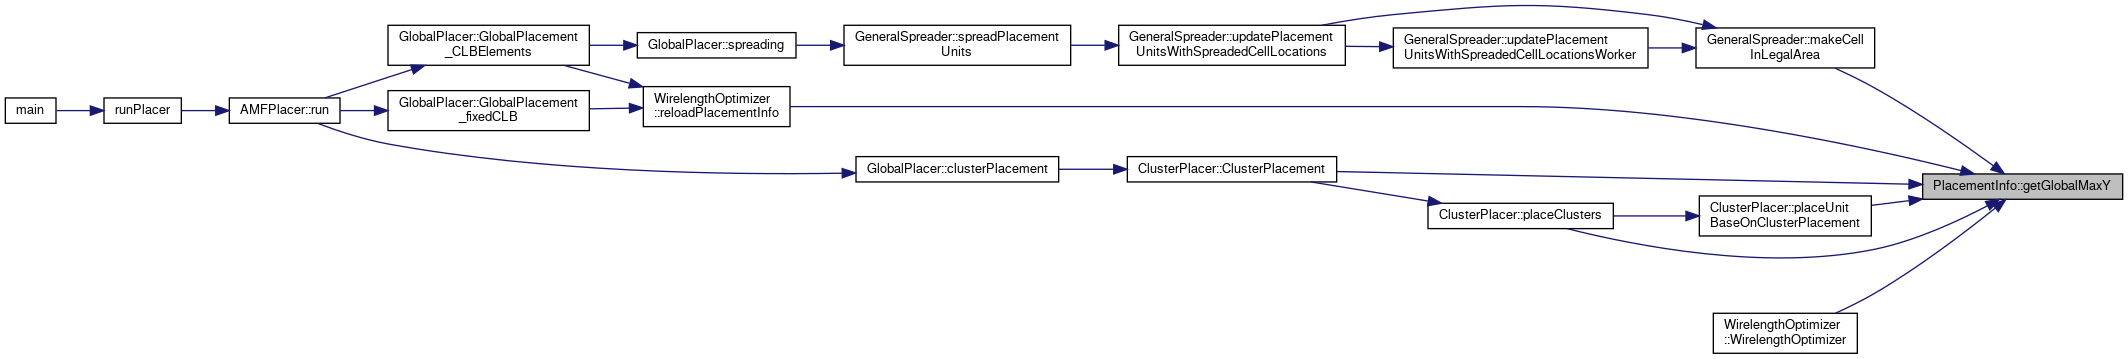 main
runPlacer
AMFPlacer::run
GlobalPlacer::GlobalPlacement
_CLBElements
GlobalPlacer::GlobalPlacement
_fixedCLB
GlobalPlacer::spreading
WirelengthOptimizer
::reloadPlacementInfo
GeneralSpreader::spreadPlacement
Units
GlobalPlacer::clusterPlacement
GeneralSpreader::updatePlacement
UnitsWithSpreadedCellLocations
ClusterPlacer::ClusterPlacement
GeneralSpreader::updatePlacement
UnitsWithSpreadedCellLocationsWorker
ClusterPlacer::placeClusters
GeneralSpreader::makeCell
InLegalArea
ClusterPlacer::placeUnit
BaseOnClusterPlacement
WirelengthOptimizer
::WirelengthOptimizer
PlacementInfo::getGlobalMaxY